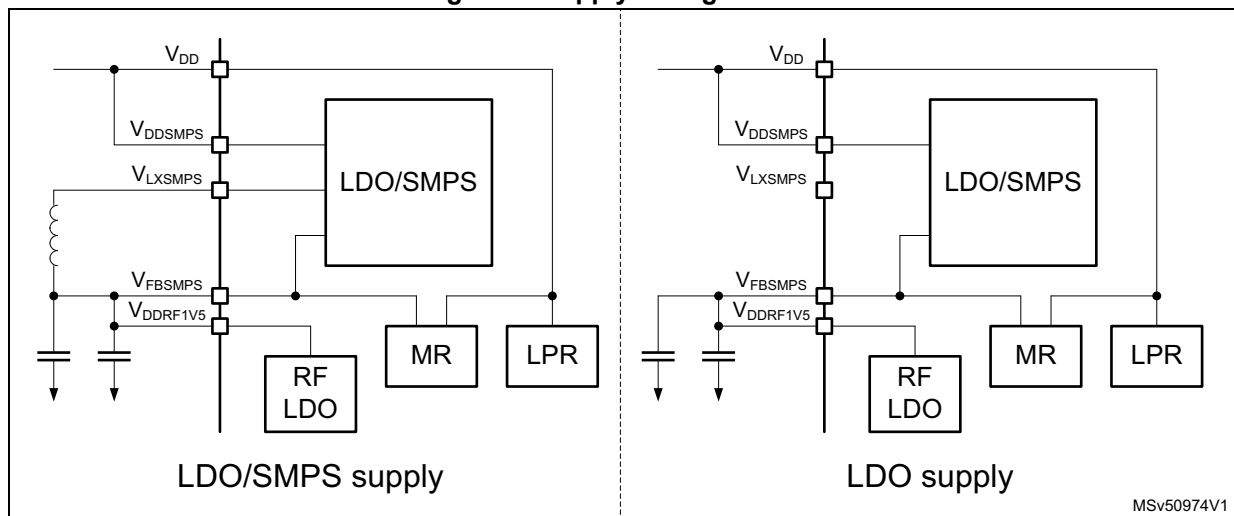 VDD
VDDSMPS
VLXSMPS
LDO/SMPS
VFBSMPS
VDDRF1V5
RF
LDO
MR
LPR
LDO/SMPS supply
VDD
VDDSMPS
VLXSMPS
LDO/SMPS
VFBSMPS
VDDRF1V5
RF
LDO
MR
LPR
LDO supply
MSv50974V1